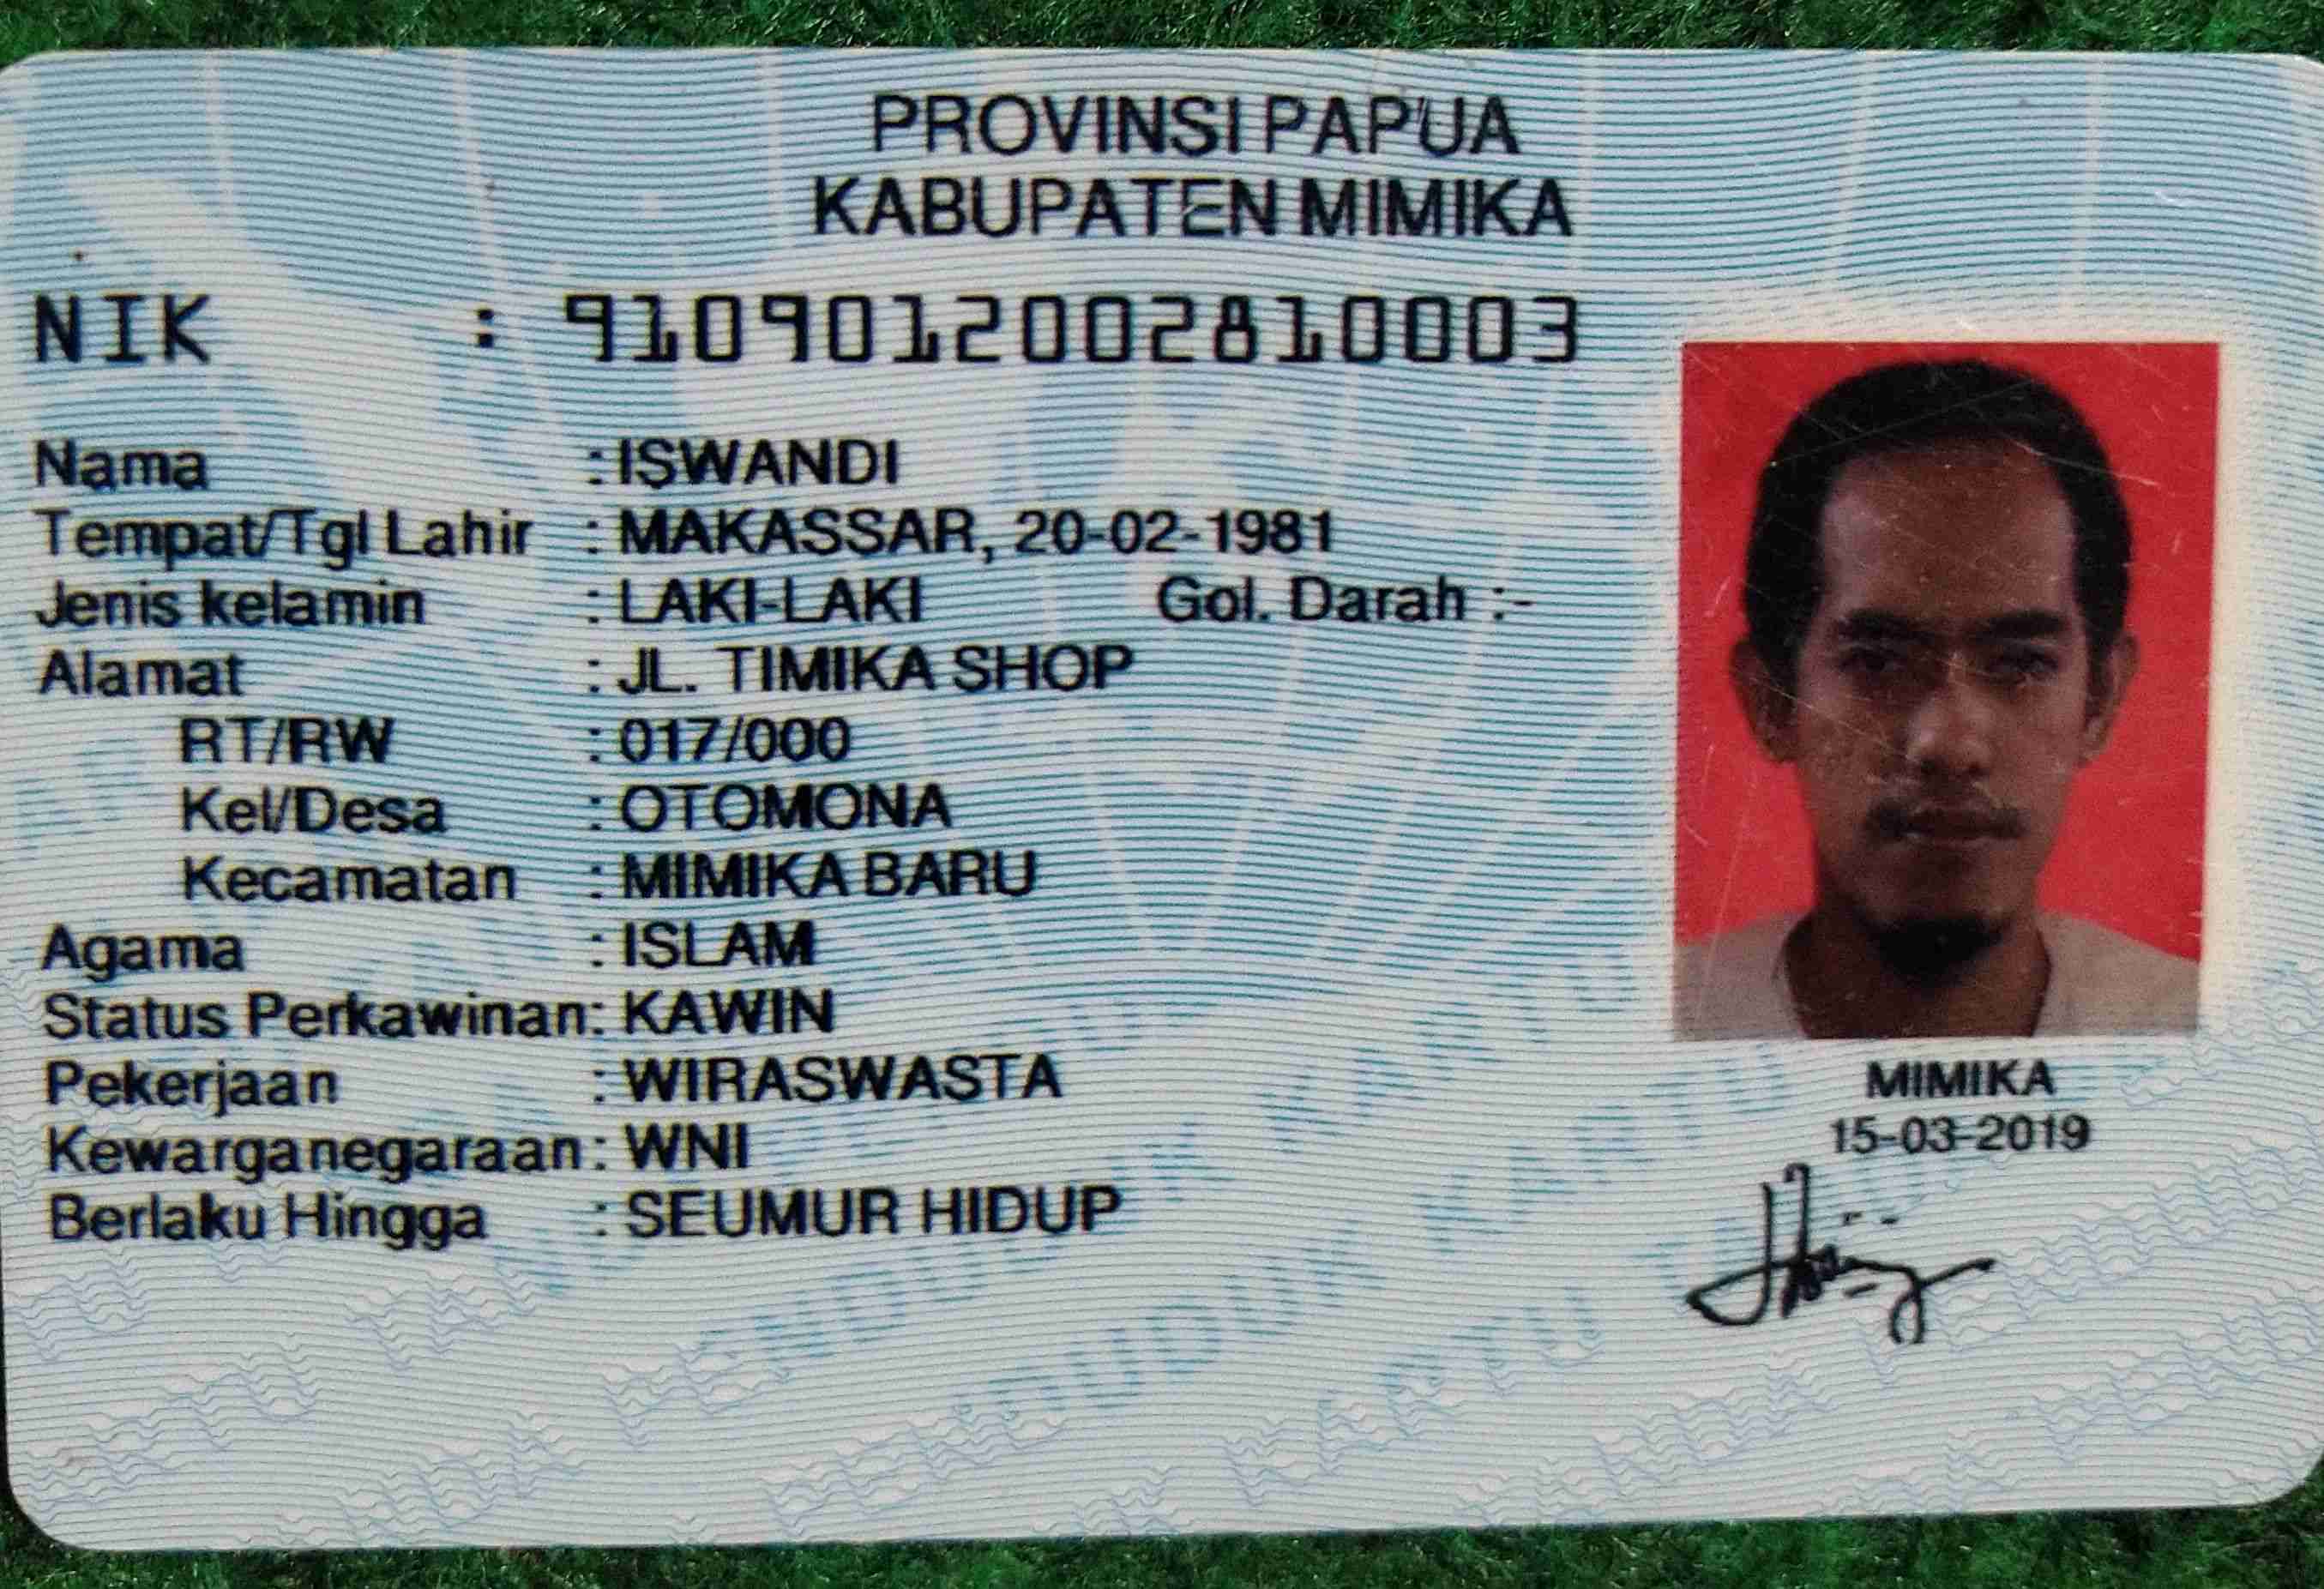 PROVINSI PAPUA
KABUPATEN MIMIKA
NIK : 9109012002810003
Nama : ISWANDI
Tempat/Tgl Lahir : MAKASSAR, 20-02-1981
Jenis kelamin : LAKI-LAKI Gol. Darah :-
Alamat : JL. TIMIKA SHOP
RT/RW : 017/000
Kel/Desa : OTOMONA
Kecamatan : MIMIKA BARU
Agama : ISLAM
Status Perkawinan: KAWIN
Pekerjaan : WIRASWASTA
Kewarganegaraan: WNI
Berlaku Hingga : SEUMUR HIDUP
MIMIKA
15-03-2019